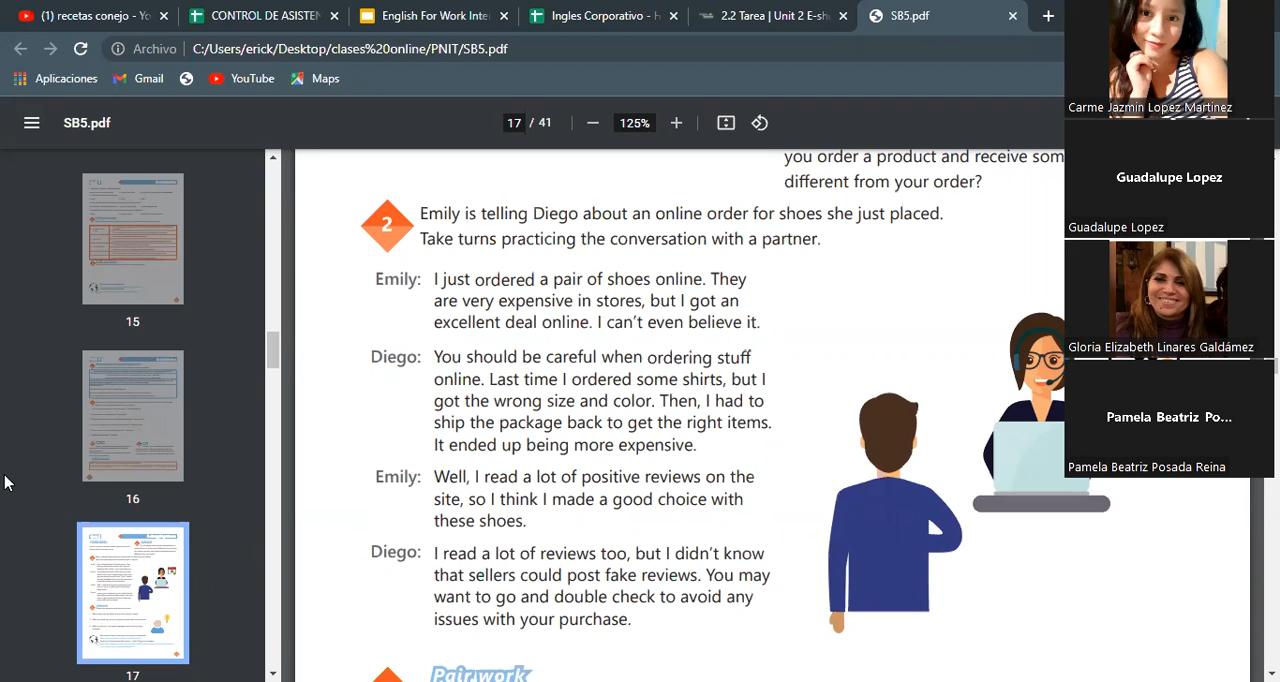 (1) recetas conejo - Yo
CONTROL DE ASISTEN
English For Work Inte
Ingles Corporativo - H
2.2 Tarea | Unit 2 E-sh
SB5.pdf
Archivo
C:/Users/erick/Desktop/clases%20online/PNIT/SB5.pdf
Aplicaciones
Gmail
YouTube
Maps
SB5.pdf
17 / 41
125%
15
16
17
you order a product and receive som
different from your order?
2
Emily is telling Diego about an online order for shoes she just placed.
Take turns practicing the conversation with a partner.
Emily: I just ordered a pair of shoes online. They
are very expensive in stores, but I got an
excellent deal online. I can't even believe it.
Diego: You should be careful when ordering stuff
online. Last time I ordered some shirts, but I
got the wrong size and color. Then, I had to
ship the package back to get the right items.
It ended up being more expensive.
Emily: Well, I read a lot of positive reviews on the
site, so I think I made a good choice with
these shoes.
Diego: I read a lot of reviews too, but I didn't know
that sellers could post fake reviews. You may
want to go and double check to avoid any
issues with your purchase.
Pair work
Carme Jazmin Lopez Martinez
Guadalupe Lopez
Guadalupe Lopez
Gloria Elizabeth Linares Galdámez
Pamela Beatriz Po...
Pamela Beatriz Posada Reina